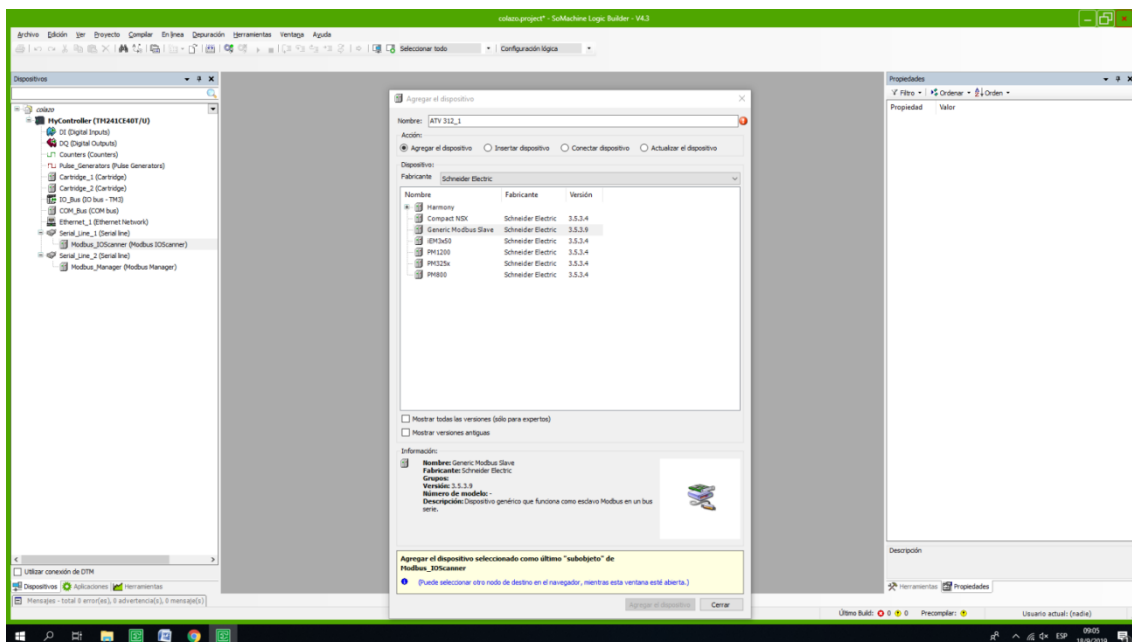 colazo.project* - SoMachine Logic Builder - V4.3
Archivo Edición Ver Proyecto Compilar En línea Depuración Herramientas Ventana Ayuda
Seleccionar todo Configuración lógica
Dispositivos
colazo
MyController (TM241CE40T/U)
DI (Digital Inputs)
DQ (Digital Outputs)
Counters (Counters)
Pulse_Generators (Pulse Generators)
Cartridge_1 (Cartridge)
Cartridge_2 (Cartridge)
IO_Bus (IO bus - TM3)
COM_Bus (COM bus)
Ethernet_1 (Ethernet Network)
Serial_Line_1 (Serial line)
Modbus_IOScanner (Modbus IOScanner)
Serial_Line_2 (Serial line)
Modbus_Manager (Modbus Manager)
Utilizar conexión de DTM
Dispositivos Aplicaciones Herramientas
Mensajes - total 0 error(es), 0 advertencia(s), 0 mensaje(s)
Agregar el dispositivo
Nombre: ATV 312_1
Acción:
Agregar el dispositivo Insertar dispositivo Conectar dispositivo Actualizar el dispositivo
Dispositivo:
Fabricante Schneider Electric
Nombre Fabricante Versión
Harmony
Compact NSX Schneider Electric 3.5.3.4
Generic Modbus Slave Schneider Electric 3.5.3.9
iEM3x50 Schneider Electric 3.5.3.4
PM1200 Schneider Electric 3.5.3.4
PM325x Schneider Electric 3.5.3.4
PM800 Schneider Electric 3.5.3.4
Mostrar todas las versiones (sólo para expertos)
Mostrar versiones antiguas
Información:
Nombre: Generic Modbus Slave
Fabricante: Schneider Electric
Grupos:
Versión: 3.5.3.9
Número de modelo: -
Descripción: Dispositivo genérico que funciona como esclavo Modbus en un bus
serie.
Agregar el dispositivo seleccionado como último "subobjeto" de
Modbus_IOScanner
(Puede seleccionar otro nodo de destino en el navegador, mientras esta ventana esté abierta.)
Agregar el dispositivo Cerrar
Propiedades
Filtro Ordenar Orden
Propiedad Valor
Descripción
Herramientas Propiedades
Último Build: 0 0 Precompilar: Usuario actual: (nadie)
ESP 09:05
18/9/2019